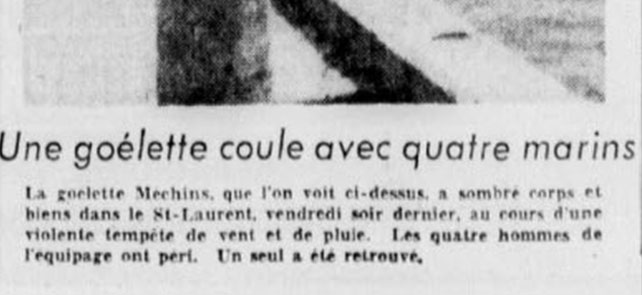 Une goélette coule avec quatre marins
La goelette Mechins, que l'on voit ci-dessus, a sombré corps et
biens dans le St-Laurent, vendredi soir dernier, au cours d'une
violente tempête de vent et de pluie. Les quatre hommes de
l'equipage ont péri. Un seul a été retrouvé.